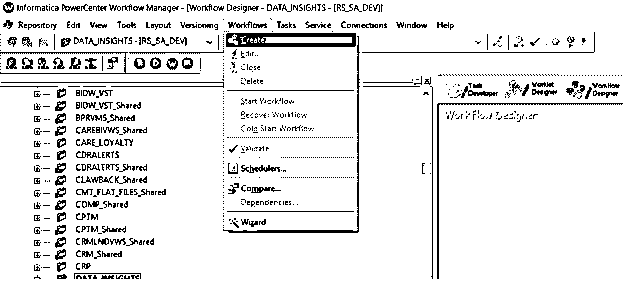 Informatica PowerCenter Workflow Manager - [Workflow Designer - DATA_INSIGHTS - [RS_SA_DEV]]
Repository Edit View Tools Layout Versioning Workflows Tasks Service Connections Window Help
DATA_INSIGHTS - [RS_SA_DEV]
Create
Edit...
Close
Delete
Start Workflow
Recover Workflow
Cold Start Workflow
Validate
Schedulers...
Compare...
Dependencies...
Wizard
BIDW_VST
BIDW_VST_Shared
BPRVMS_Shared
CAREBIVWS_Shared
CARE_LOYALTY
CDRALERTS
CDRALERTS_Shared
CLAWBACK_Shared
CMT_FLAT_FILES_Shared
COMP_Shared
CPTM
CPTM_Shared
CRMLNDVWS_Shared
CRM_Shared
CRP
DATA_INSIGHTS
Task Developer
Worklet Designer
Workflow Designer
Workflow Designer